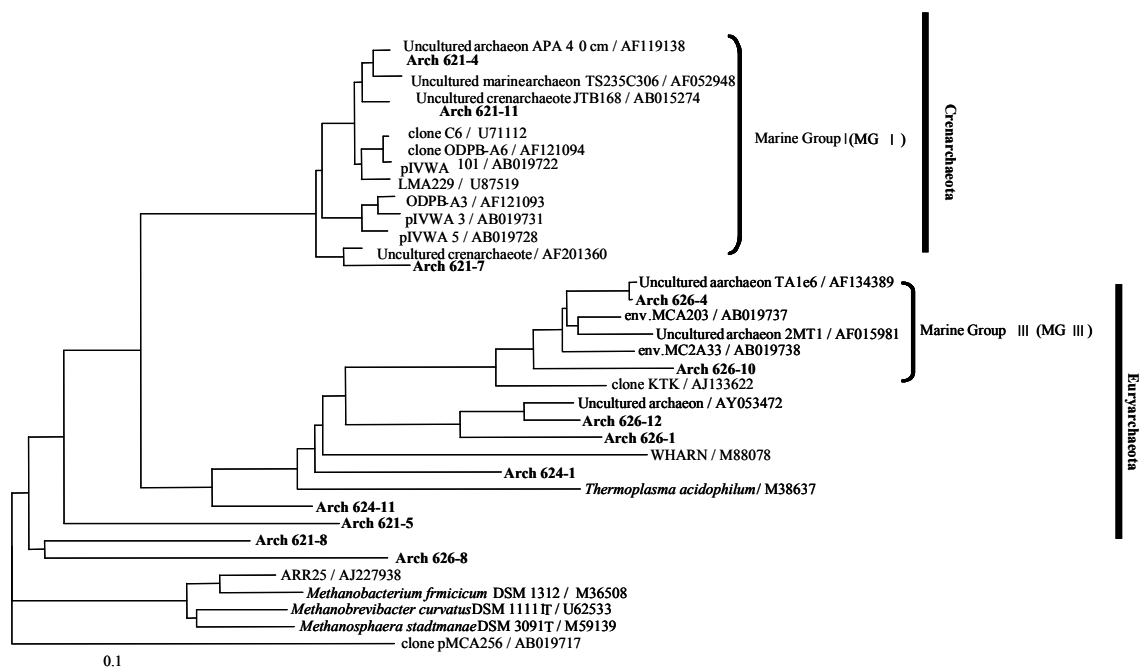 Uncultured archaeon APA 4 0 cm / AF119138
Arch 621-4
Uncultured marinearchaeon TS235C306 / AF052948
Uncultured crenarchaeote JTB168 / AB015274
Arch 621-11
clone C6 / U71112
clone ODPB-A6 / AF121094
pIVWA 101 / AB019722
LMA229 / U87519
ODPB-A3 / AF121093
pIVWA 3 / AB019731
pIVWA 5 / AB019728
Uncultured crenarchaeote / AF201360
Arch 621-7
Marine Group I (MG I )
Crenarchaeota
Uncultured aarchaeon TA1e6 / AF134389
Arch 626-4
env.MCA203 / AB019737
Uncultured archaeon 2MT1 / AF015981
env.MC2A33 / AB019738
Arch 626-10
clone KTK / AJ133622
Marine Group III (MG III )
Uncultured archaeon / AY053472
Arch 626-12
Arch 626-1
WHARN / M88078
Arch 624-1
Thermoplasma acidophilum / M38637
Arch 624-11
Arch 621-5
Arch 621-8
Arch 626-8
Euryarchaeota
ARR25 / AJ227938
Methanobacterium frmicicum DSM 1312 / M36508
Methanobrevibacter curvatus DSM 11111T / U62533
Methanosphaera stadtmanae DSM 3091T / M59139
clone pMCA256 / AB019717
0.1